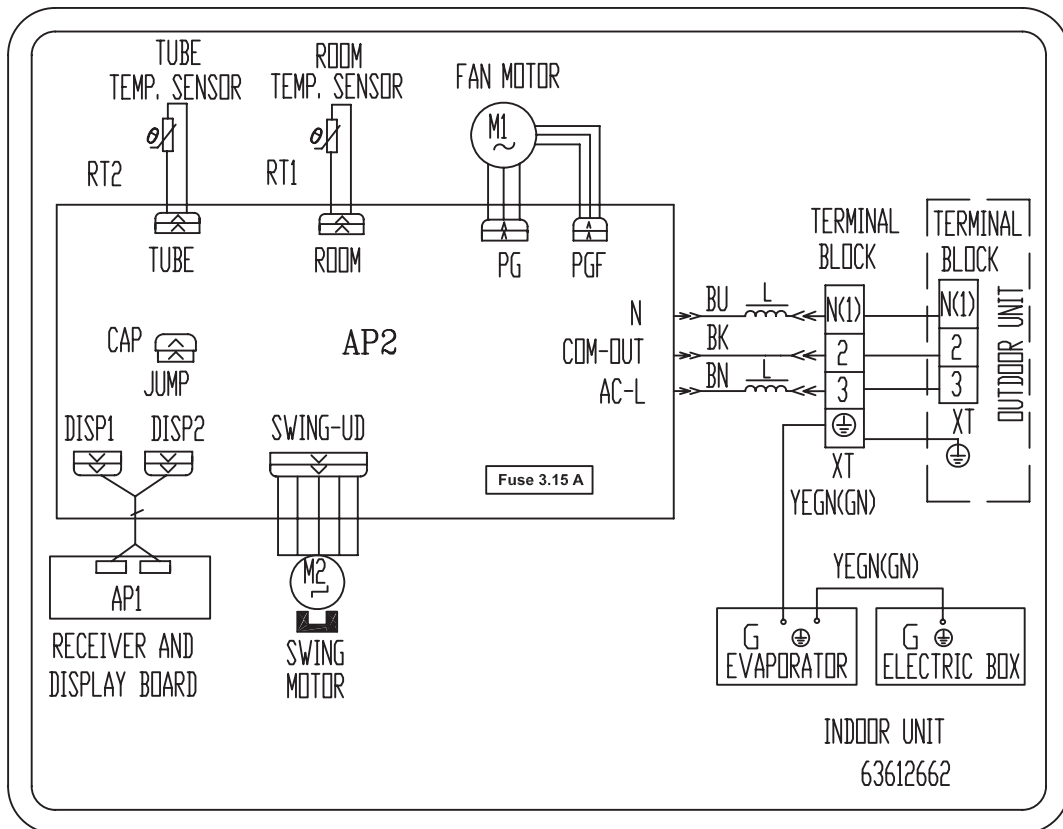 TUBE
TEMP. SENSOR
ROOM
TEMP. SENSOR
FAN MOTOR
θ
θ
M1
~
RT2
RT1
TUBE
ROOM
PG
PGF
TERMINAL
BLOCK
TERMINAL
BLOCK
OUTDOOR UNIT
N
BU
L
N(1)
N(1)
CAP
AP2
COM-OUT
BK
2
2
JUMP
AC-L
BN
L
3
3
DISP1
DISP2
SWING-UD
XT
XT
Fuse 3.15 A
YEGN(GN)
M2
AP1
YEGN(GN)
RECEIVER AND
DISPLAY BOARD
SWING
MOTOR
G
EVAPORATOR
G
ELECTRIC BOX
INDOOR UNIT
63612662